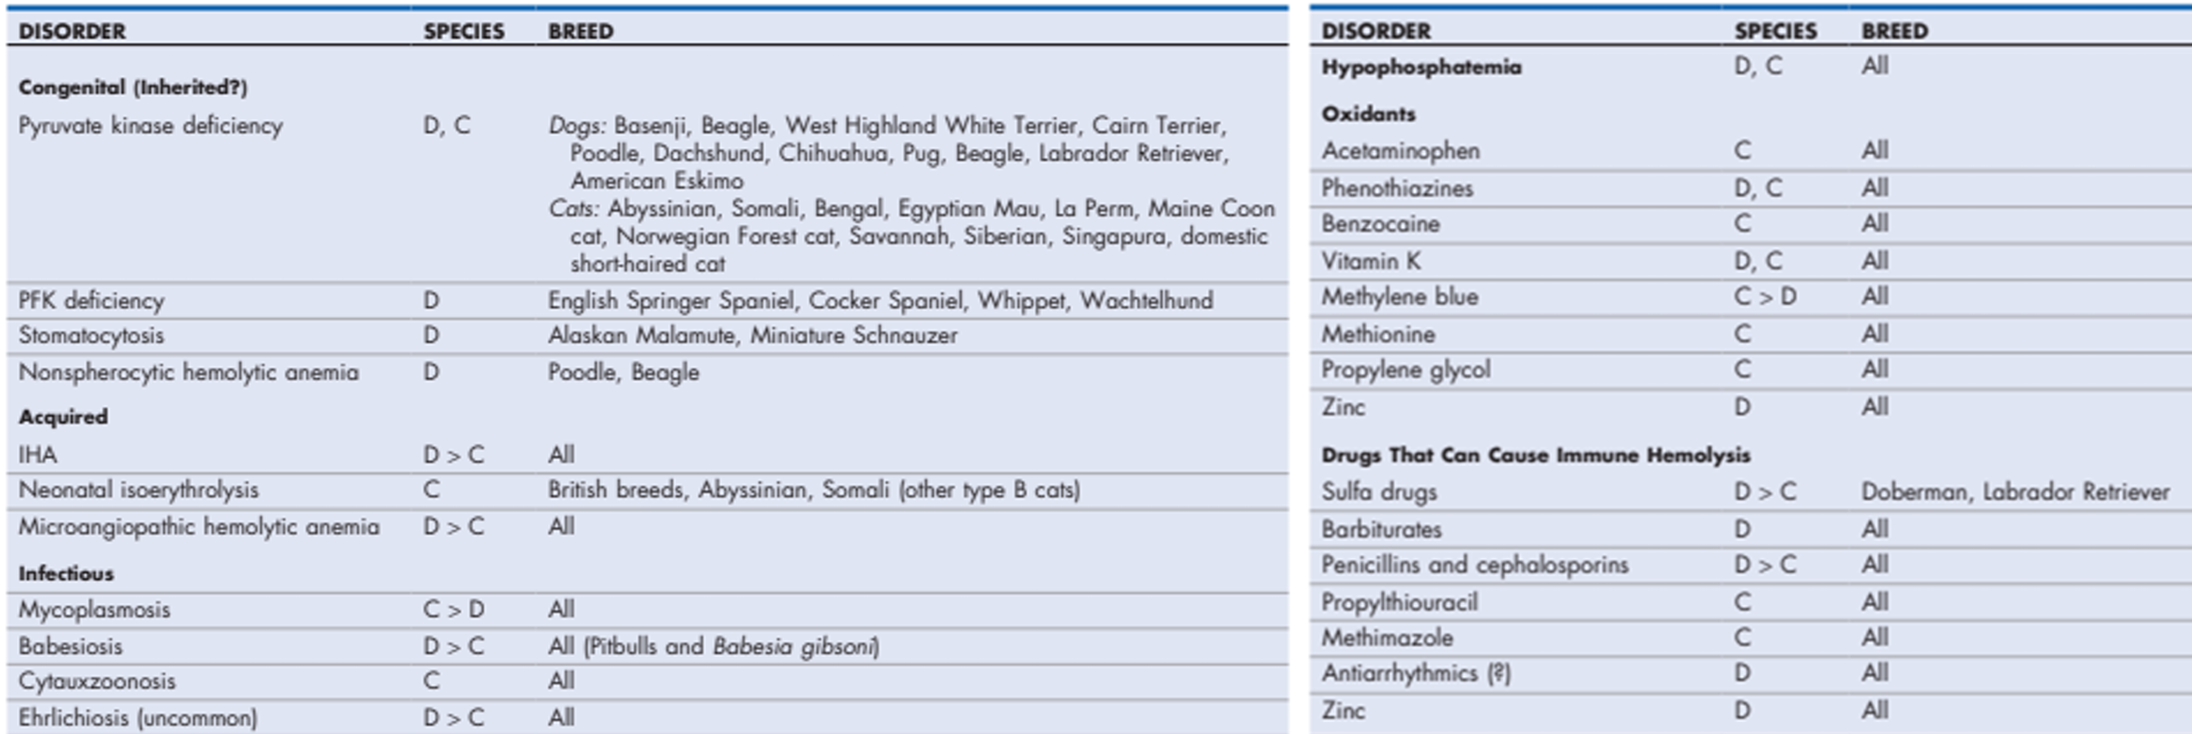 DISORDER SPECIES BREED
Congenital (Inherited?)
Pyruvate kinase deficiency D, C Dogs: Basenji, Beagle, West Highland White Terrier, Cairn Terrier,
Poodle, Dachshund, Chihuahua, Pug, Beagle, Labrador Retriever,
American Eskimo
Cats: Abyssinian, Somali, Bengal, Egyptian Mau, La Perm, Maine Coon
cat, Norwegian Forest cat, Savannah, Siberian, Singapura, domestic
short-haired cat
PFK deficiency D English Springer Spaniel, Cocker Spaniel, Whippet, Wachtelhund
Stomatocytosis D Alaskan Malamute, Miniature Schnauzer
Nonspherocytic hemolytic anemia D Poodle, Beagle
Acquired
IHA D > C All
Neonatal isoerythrolysis C British breeds, Abyssinian, Somali (other type B cats)
Microangiopathic hemolytic anemia D > C All
Infectious
Mycoplasmosis C > D All
Babesiosis D > C All (Pitbulls and Babesia gibsoni)
Cytauxzoonosis C All
Ehrlichiosis (uncommon) D > C All
DISORDER SPECIES BREED
Hypophosphatemia D, C All
Oxidants
Acetaminophen C All
Phenothiazines D, C All
Benzocaine C All
Vitamin K D, C All
Methylene blue C > D All
Methionine C All
Propylene glycol C All
Zinc D All
Drugs That Can Cause Immune Hemolysis
Sulfa drugs D > C Doberman, Labrador Retriever
Barbiturates D All
Penicillins and cephalosporins D > C All
Propylthiouracil C All
Methimazole C All
Antiarrhythmics (?) D All
Zinc D All